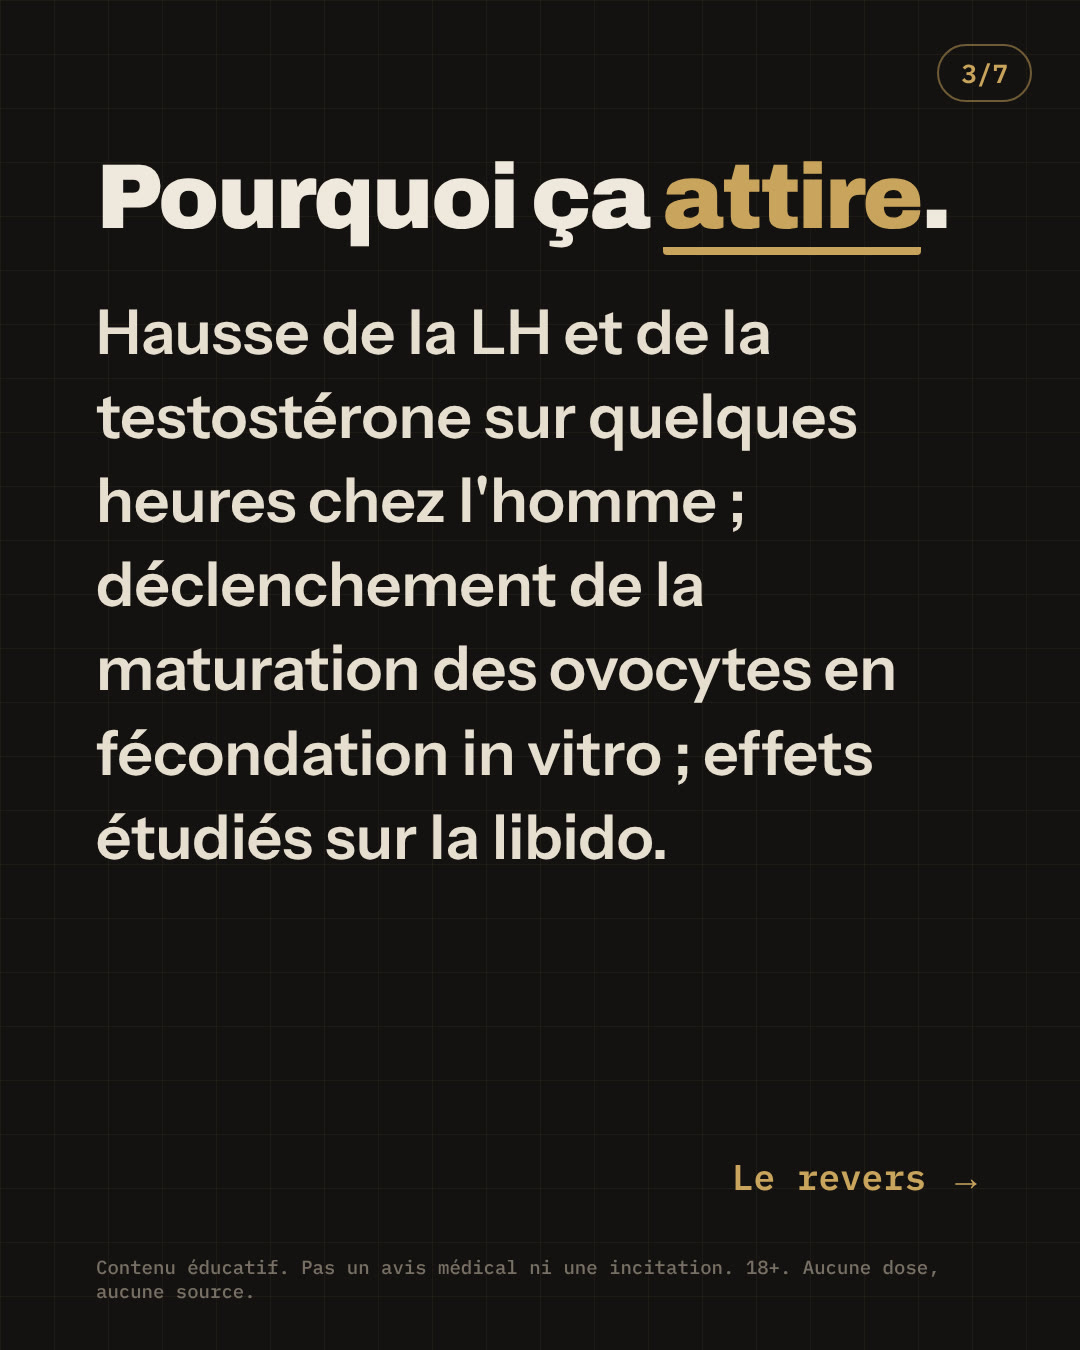 3/7
Pourquoi ça attire.
Hausse de la LH et de la
testostérone sur quelques
heures chez l'homme ;
déclenchement de la
maturation des ovocytes en
fécondation in vitro ; effets
étudiés sur la libido.
Le revers →
Contenu éducatif. Pas un avis médical ni une incitation. 18+. Aucune dose,
aucune source.